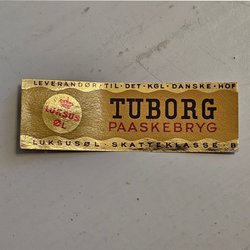 LEVERANDØR·TIL·DET·KGL·DANSKE·HOF
LUKSUS
ØL
TUBORG
PAASKEBRYG
LUKSUSØL·SKATTEKLASSE·B